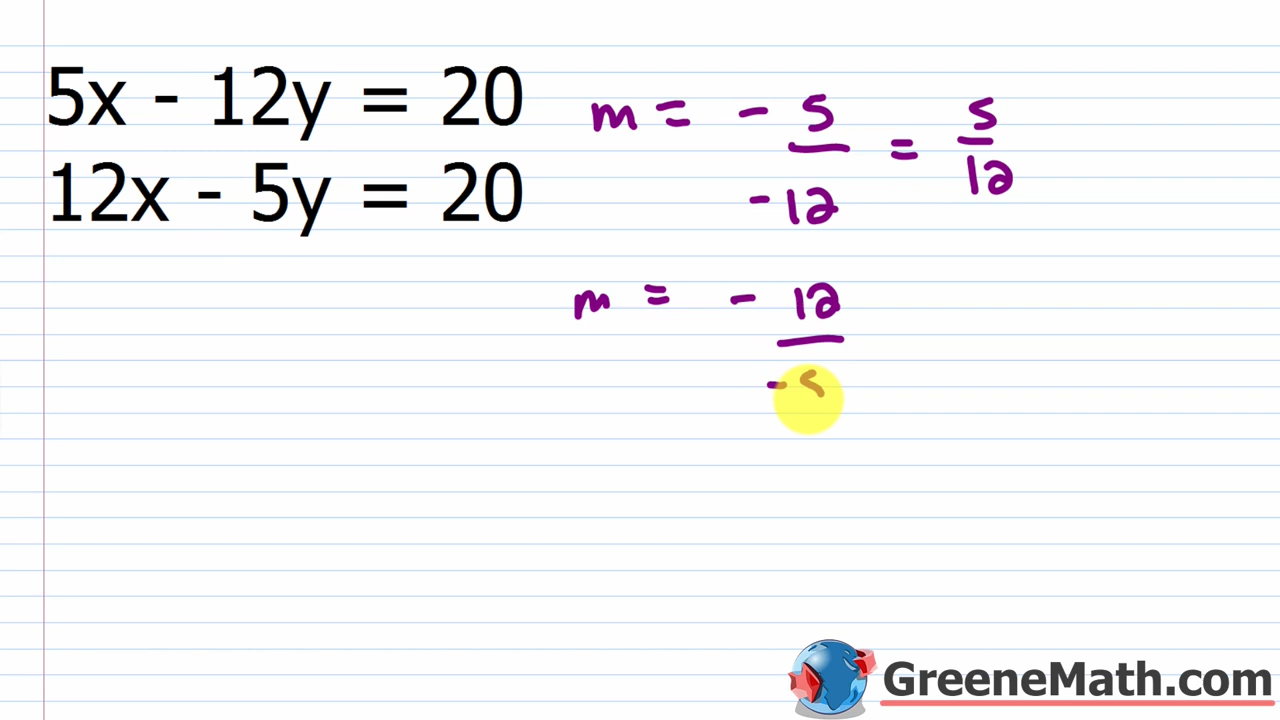 5x - 12y = 20
12x - 5y = 20
m = - 5/-12 = 5/12
m = - 12/-5
GreeneMath.com